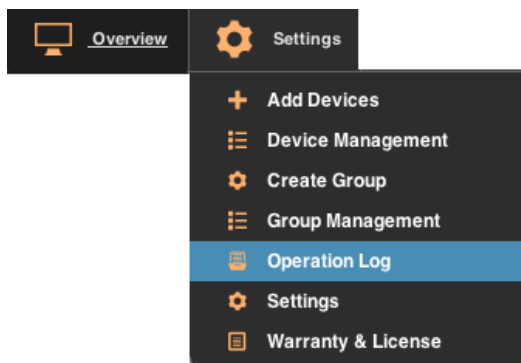 Overview
Settings
Add Devices
Device Management
Create Group
Group Management
Operation Log
Settings
Warranty & License